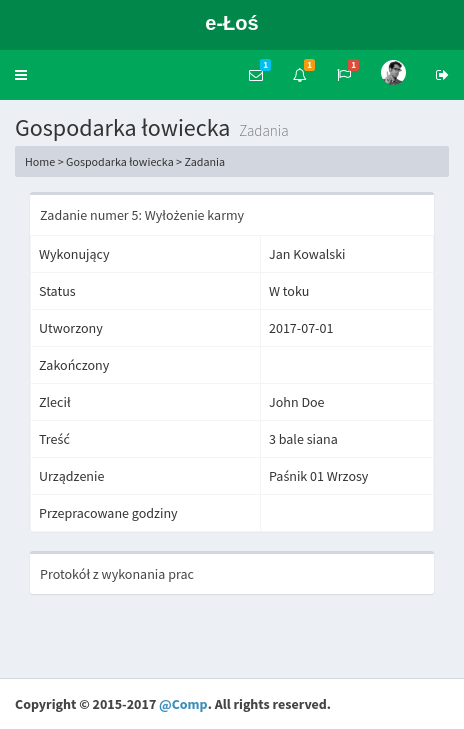 e-Łoś
1 1 1
Gospodarka łowiecka Zadania
Home > Gospodarka łowiecka > Zadania
Zadanie numer 5: Wyłożenie karmy
Wykonujący Jan Kowalski
Status W toku
Utworzony 2017-07-01
Zakończony
Zlecił John Doe
Treść 3 bale siana
Urządzenie Paśnik 01 Wrzosy
Przepracowane godziny
Protokół z wykonania prac
Copyright © 2015-2017 @Comp. All rights reserved.